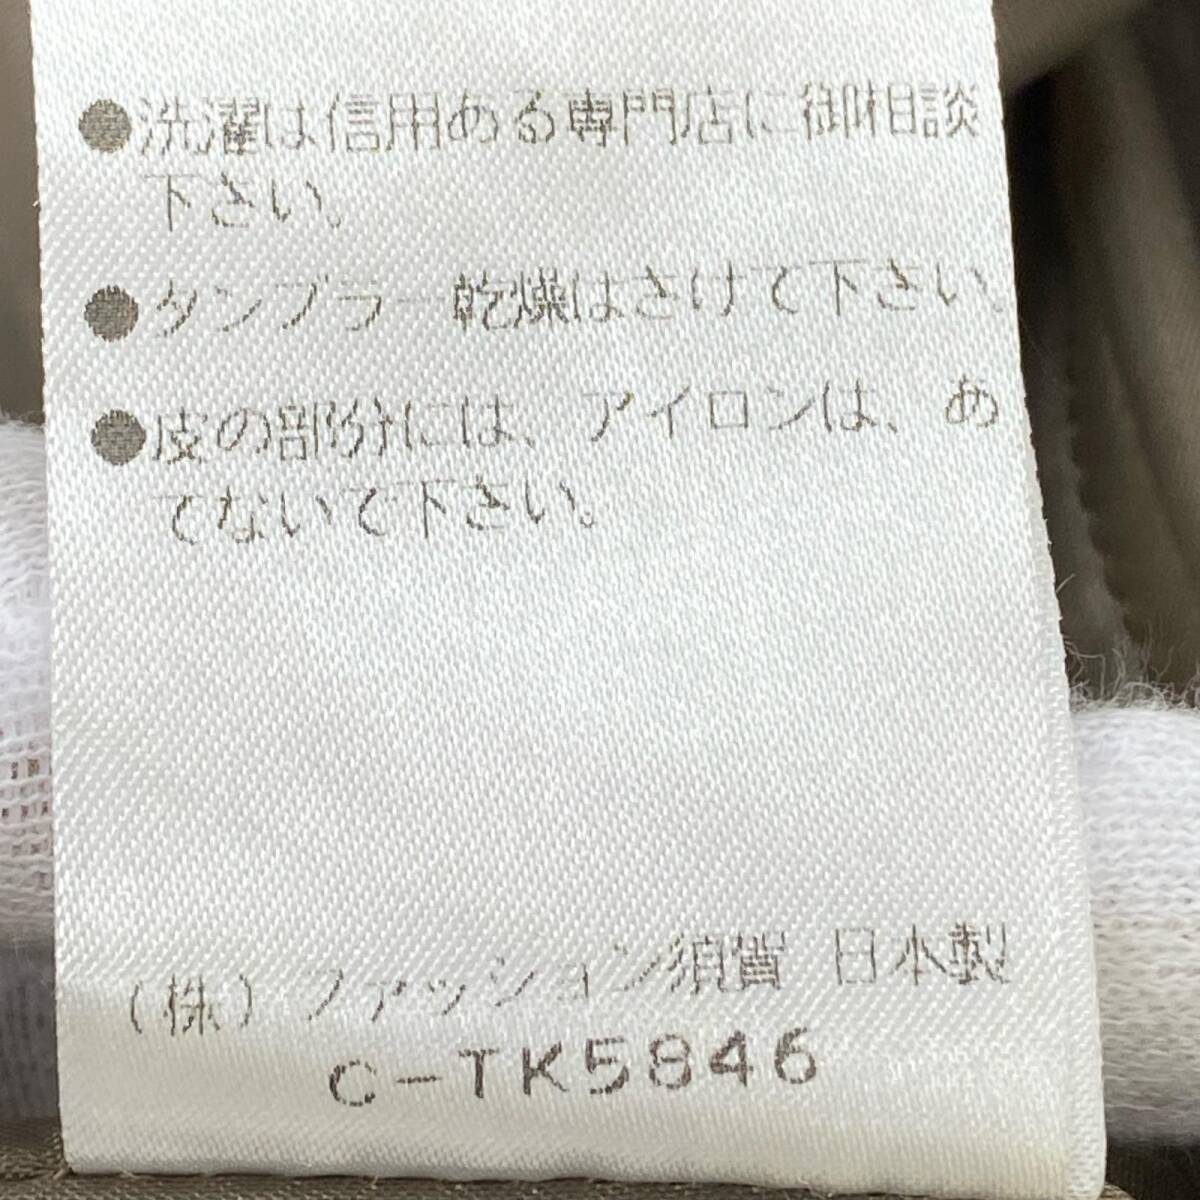 ●洗濯は信用ある専門店に御相談
下さい。
●タンブラー乾燥はさけて下さい
●皮の部分には、アイロンは、あ
てないで下さい。
(株)ファッション須賀 日本製
C-TK5846